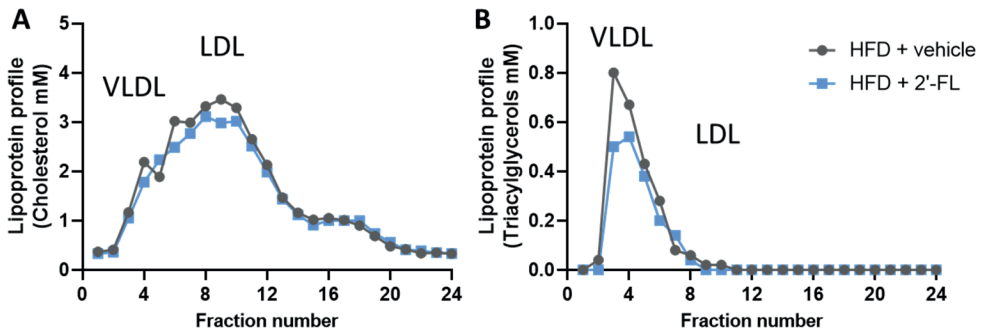 A
Lipoprotein profile
(Cholesterol mM)
5
4
3
2
1
0
VLDL
LDL
0 4 8 12 16 20 24
Fraction number
B
Lipoprotein profile
(Triacylglycerols mM)
1.0
0.8
0.6
0.4
0.2
0.0
VLDL
LDL
0 4 8 12 16 20 24
Fraction number
HFD + vehicle
HFD + 2'-FL